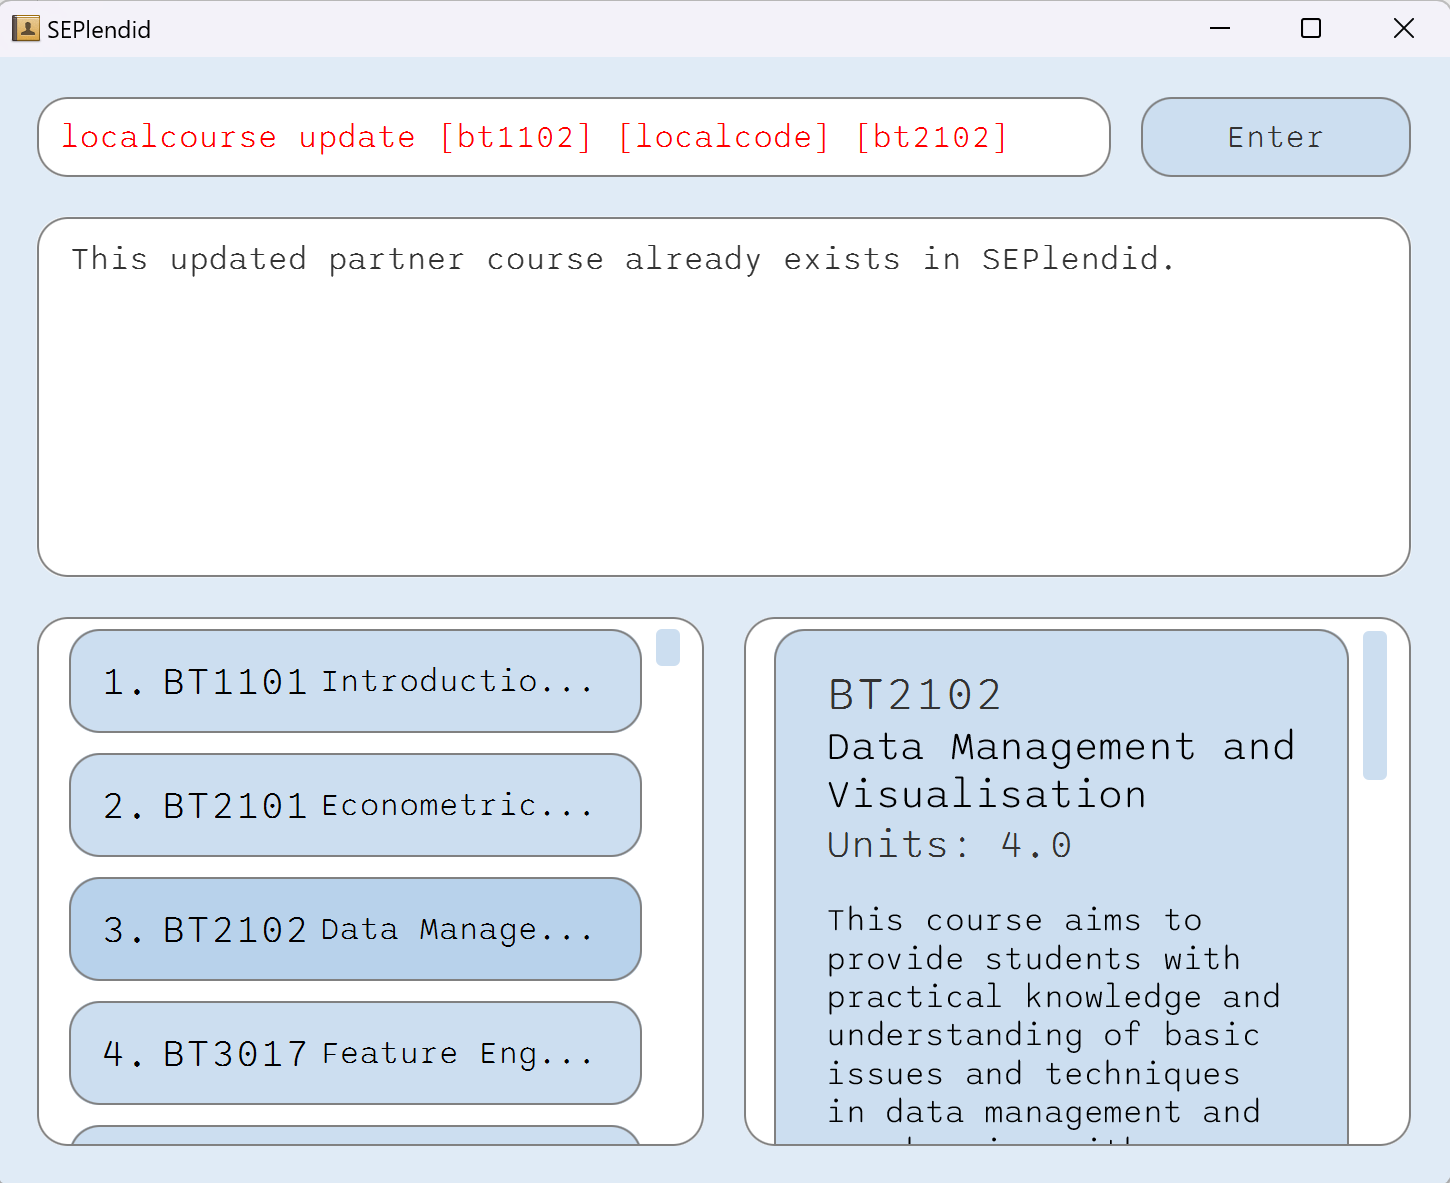 SEPlendid
localcourse update [bt1102] [localcode] [bt2102]
Enter
This updated partner course already exists in SEPlendid.
1. BT1101 Introductio...
2. BT2101 Econometric...
3. BT2102 Data Manage...
4. BT3017 Feature Eng...
BT2102
Data Management and
Visualisation
Units: 4.0
This course aims to
provide students with
practical knowledge and
understanding of basic
issues and techniques
in data management and